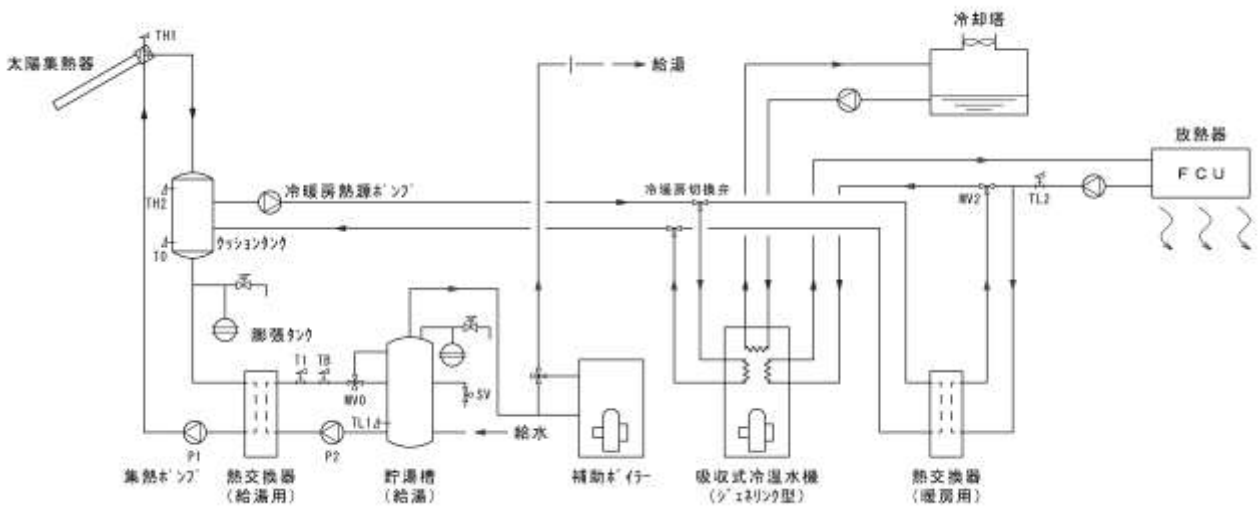 冷却塔
TH1
太陽集熱器
給湯
放熱器
FCU
冷暖房熱源ポンプ
冷暖房切換弁
MV2
TL2
TH2
クッションタンク
TO
膨張タンク
T1
TB
MVO
SV
TL1
給水
P1
P2
集熱ポンプ
熱交換器
(給湯用)
貯湯槽
(給湯)
補助ボイラー
吸収式冷温水機
(ジェネリンク型)
熱交換器
(暖房用)